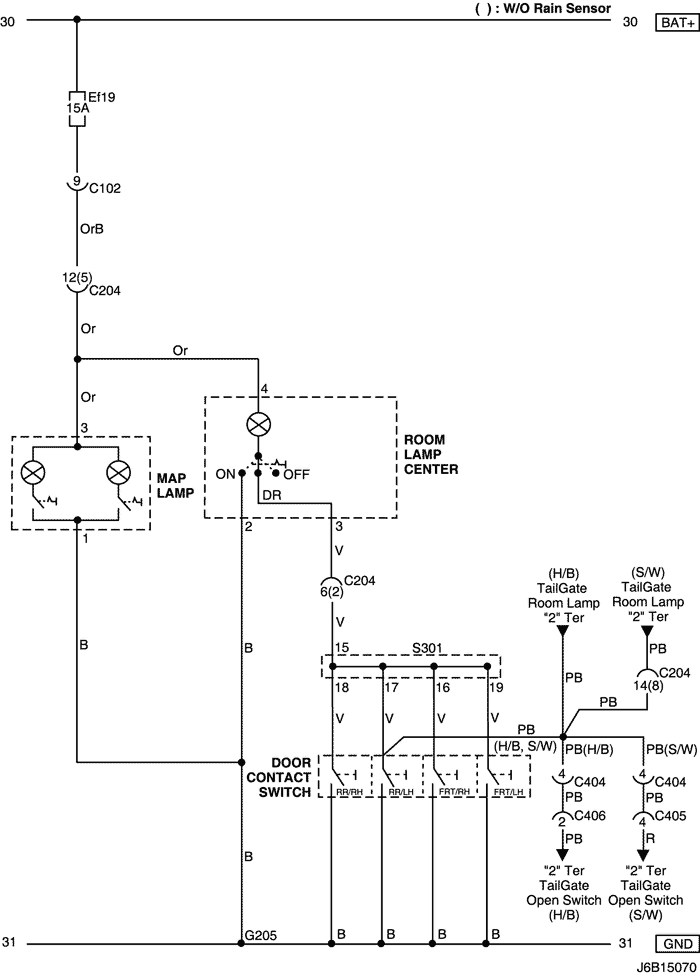 ( ) : W/O Rain Sensor
30 30 BAT+
Ef19
15A
9 C102
OrB
12(5)
C204
Or
Or
Or 4
3
ROOM
LAMP
CENTER
MAP
LAMP
ON OFF
DR
1 2 3
V
C204
6(2)
V
B B
(H/B)
TailGate
Room Lamp
"2" Ter
(S/W)
TailGate
Room Lamp
"2" Ter
PB
C204
14(8)
PB
PB
15 S301
18 17 16 19
V V V V
PB
(H/B, S/W)
PB(H/B) PB(S/W)
DOOR
CONTACT
SWITCH
RR/RH RR/LH FRT/RH FRT/LH
4 C404 4 C404
PB PB
2 C406 4 C405
PB R
B
"2" Ter
TailGate
Open Switch
(H/B)
"2" Ter
TailGate
Open Switch
(S/W)
G205 B B B B
31 31 GND
J6B15070